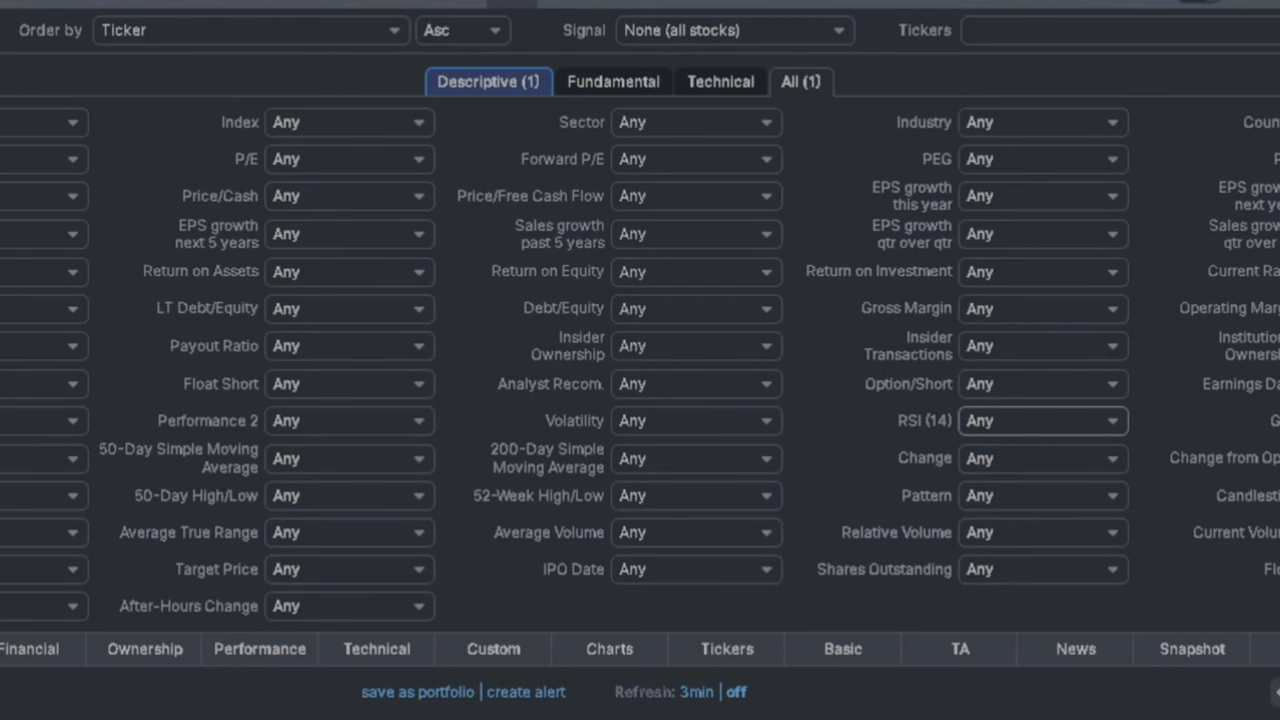 Order by Ticker Asc Signal None (all stocks) Tickers
Descriptive (1) Fundamental Technical All (1)
Index Any Sector Any Industry Any
P/E Any Forward P/E Any PEG Any
Price/Cash Any Price/Free Cash Flow Any EPS growth this year Any EPS
EPS growth next 5 years Any Sales growth past 5 years Any EPS growth qtr over qtr Any Sales qtr over
Return on Assets Any Return on Equity Any Return on Investment Any Current
LT Debt/Equity Any Debt/Equity Any Gross Margin Any Operating
Payout Ratio Any Insider Ownership Any Insider Transactions Any
Float Short Any Analyst Recom. Any Option/Short Any Earnings
Performance 2 Any Volatility Any RSI (14) Any
50-Day Simple Moving Average Any 200-Day Simple Moving Average Any Change Any Change from
50-Day High/Low Any 52-Week High/Low Any Pattern Any
Average True Range Any Average Volume Any Relative Volume Any Current
Target Price Any IPO Date Any Shares Outstanding Any
After-Hours Change Any
Financial Ownership Performance Technical Custom Charts Tickers Basic TA News Snapshot
save as portfolio | create alert Refresh: 3min | off